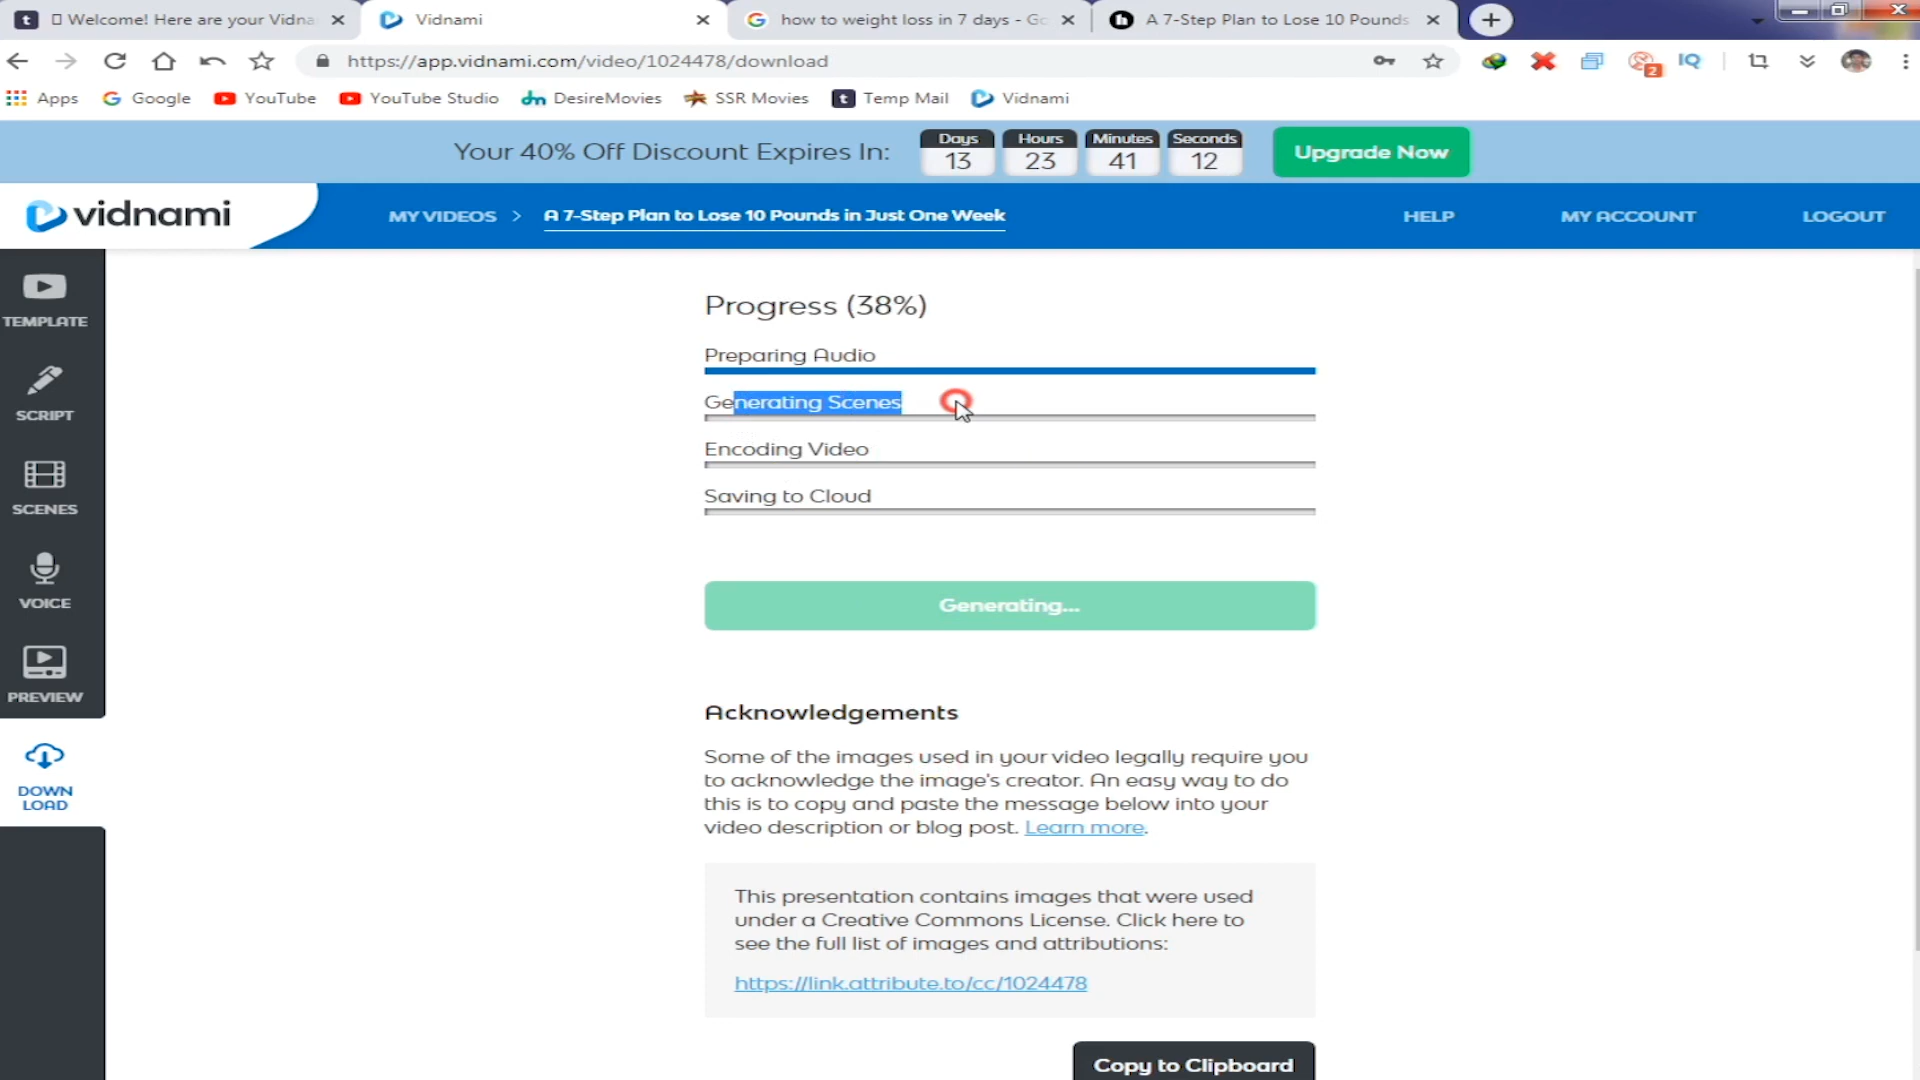 Welcome! Here are your Vidna
Vidnami
how to weight loss in 7 days - Go
A 7-Step Plan to Lose 10 Pounds
https://app.vidnami.com/video/1024478/download
2
IQ
Apps
Google
YouTube
YouTube Studio
DesireMovies
SSR Movies
Temp Mail
Vidnami
Your 40% Off Discount Expires In:
Days
13
Hours
23
Minutes
41
Seconds
12
Upgrade Now
vidnami
MY VIDEOS > A 7-Step Plan to Lose 10 Pounds in Just One Week
HELP
MY ACCOUNT
LOGOUT
TEMPLATE
SCRIPT
SCENES
VOICE
PREVIEW
DOWN
LOAD
Progress (38%)
Preparing Audio
Generating Scenes
Encoding Video
Saving to Cloud
Generating...
Acknowledgements
Some of the images used in your video legally require you
to acknowledge the image's creator. An easy way to do
this is to copy and paste the message below into your
video description or blog post. Learn more.
This presentation contains images that were used
under a Creative Commons License. Click here to
see the full list of images and attributions:
https://link.attribute.to/cc/1024478
Copy to Clipboard